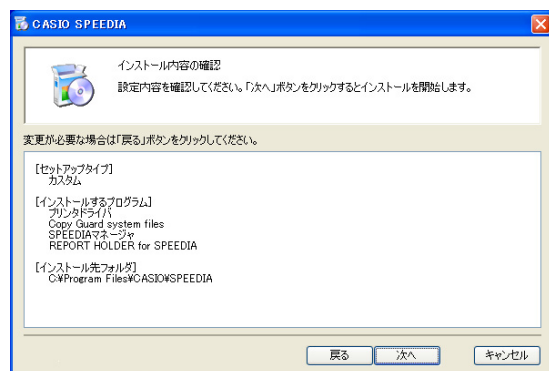 CASIO SPEEDIA
インストール内容の確認
設定内容を確認してください。「次へ」ボタンをクリックするとインストールを開始します。
変更が必要な場合は「戻る」ボタンをクリックしてください。
[セットアップタイプ]
カスタム
[インストールするプログラム]
プリンタドライバ
Copy Guard system files
SPEEDIAマネージャ
REPORT HOLDER for SPEEDIA
[インストール先フォルダ]
C:¥Program Files¥CASIO¥SPEEDIA
戻る 次へ キャンセル